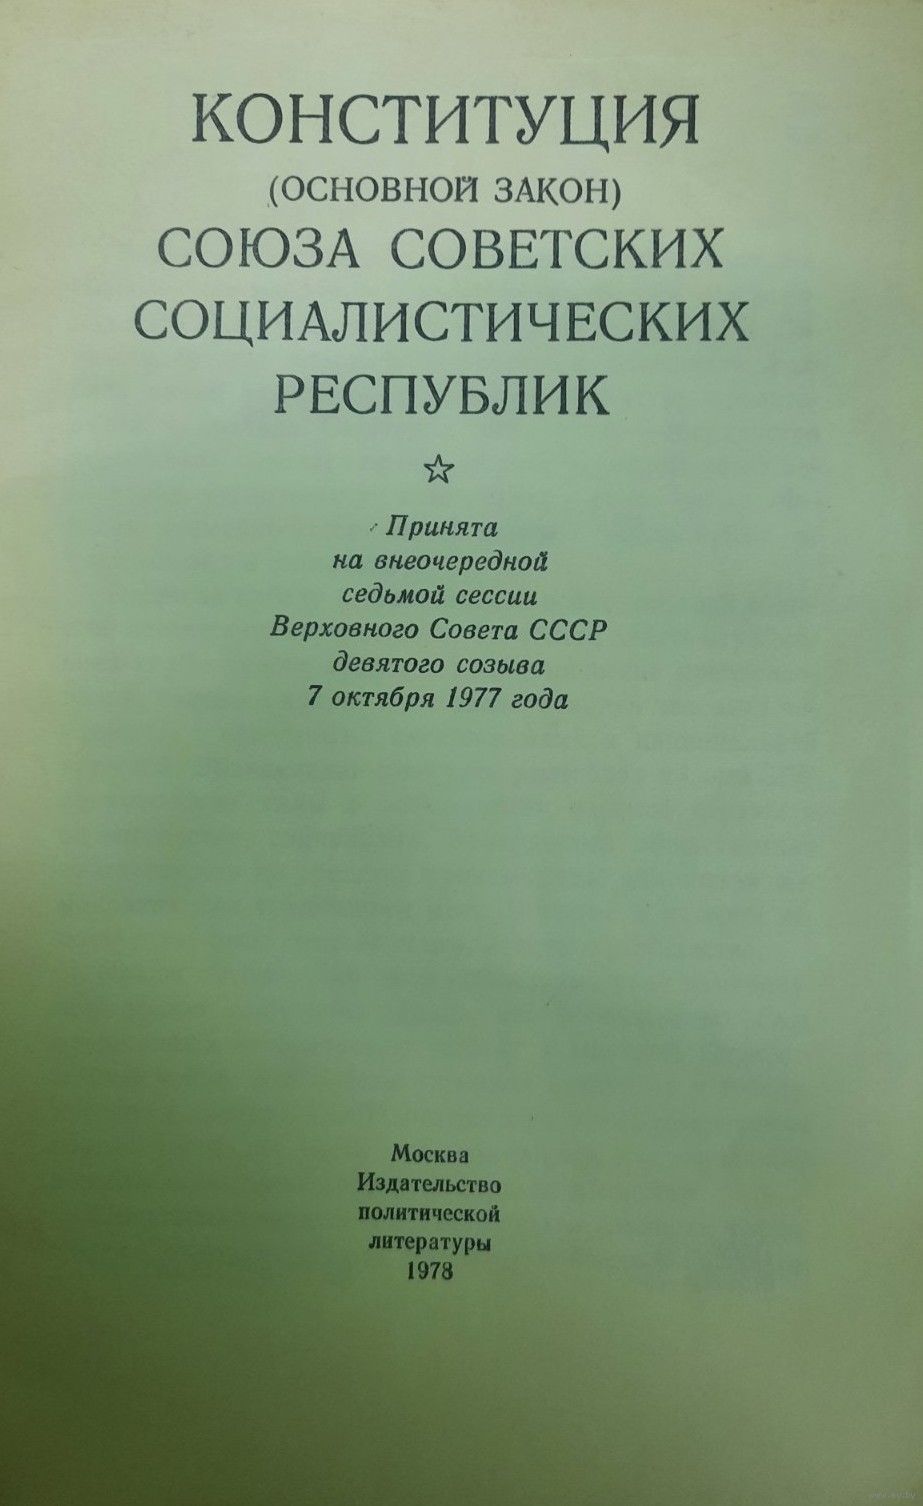 КОНСТИТУЦИЯ
(ОСНОВНОЙ ЗАКОН)
СОЮЗА СОВЕТСКИХ
СОЦИАЛИСТИЧЕСКИХ
РЕСПУБЛИК
Принята
на внеочередной
седьмой сессии
Верховного Совета СССР
девятого созыва
7 октября 1977 года
Москва
Издательство
политической
литературы
1978